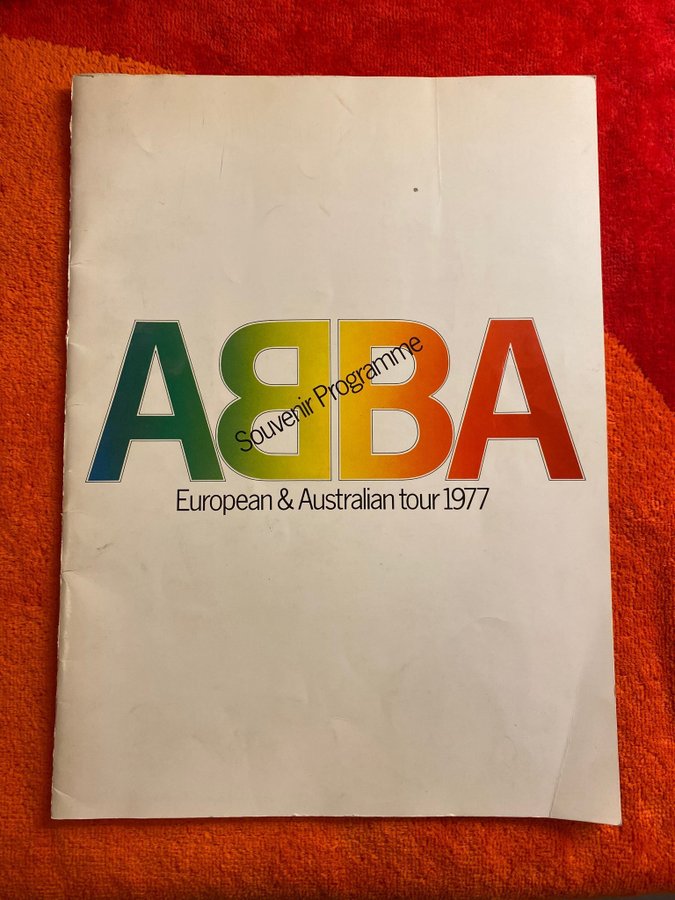 ABBA
Souvenir Programme
European & Australian tour 1977